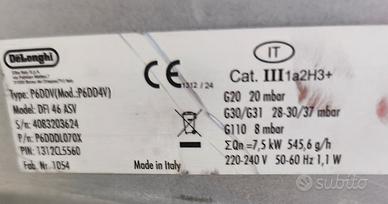 DeLonghi
Type: P6DDV(Mod.:P6DD4V)
Model: DFI 46 ASV
S/N: 4083203624
P/N: P6DDDL070X
PIN: 1312CL5560
Fab. Nr. 1054
CE
1312 / 24
Made in Italy
IT
Cat. III1a2H3+
G20 20 mbar
G30/G31 28-30/37 mbar
G110 8 mbar
ΣQn=7,5 kW 545,6 g/h
220-240 V 50-60 Hz 1,1 W
subito